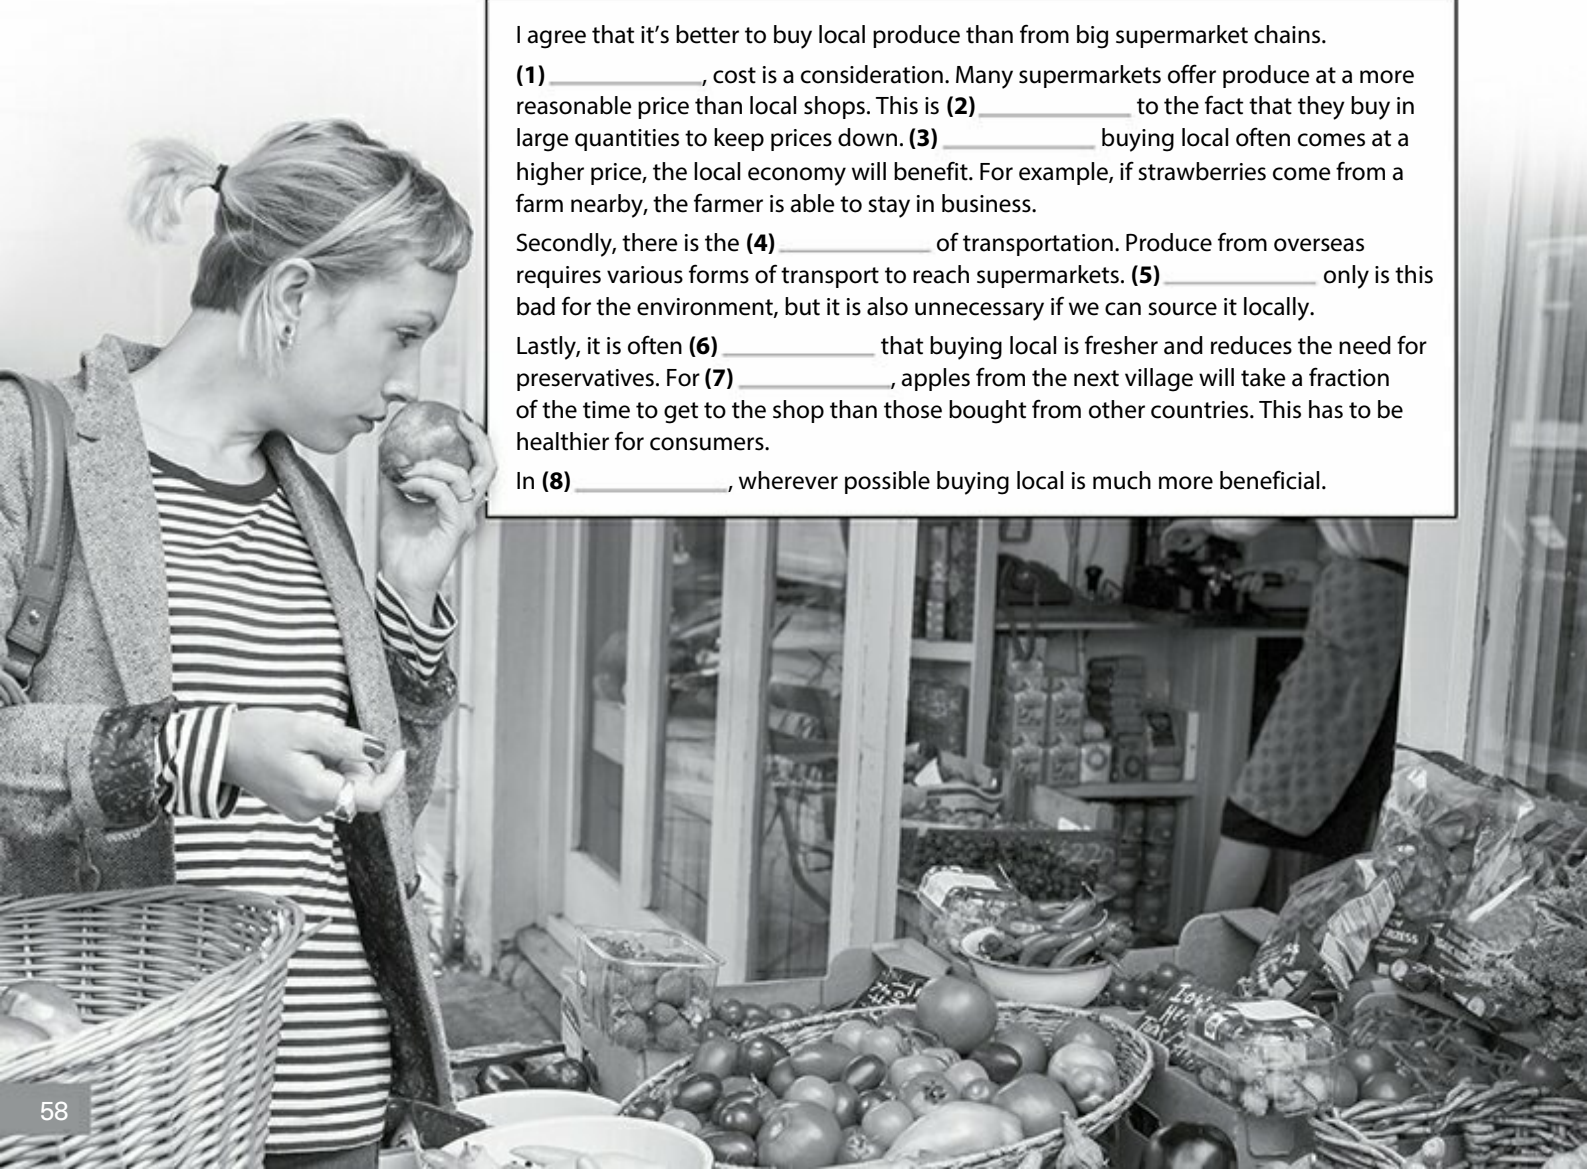 I agree that it’s better to buy local produce than from big supermarket chains.
(1) ____________, cost is a consideration. Many supermarkets offer produce at a more
reasonable price than local shops. This is (2) ____________ to the fact that they buy in
large quantities to keep prices down. (3) ____________ buying local often comes at a
higher price, the local economy will benefit. For example, if strawberries come from a
farm nearby, the farmer is able to stay in business.
Secondly, there is the (4) ____________ of transportation. Produce from overseas
requires various forms of transport to reach supermarkets. (5) ____________ only is this
bad for the environment, but it is also unnecessary if we can source it locally.
Lastly, it is often (6) ____________ that buying local is fresher and reduces the need for
preservatives. For (7) ____________, apples from the next village will take a fraction
of the time to get to the shop than those bought from other countries. This has to be
healthier for consumers.
In (8) ____________, wherever possible buying local is much more beneficial.
58